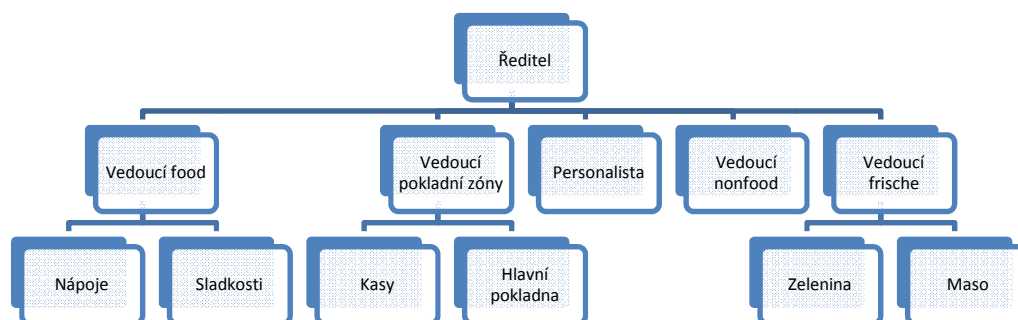 Ředitel
Vedoucí food
Vedoucí
pokladní zóny
Personalista
Vedoucí
nonfood
Vedoucí
frische
Nápoje
Sladkosti
Kasy
Hlavní
pokladna
Zelenina
Maso